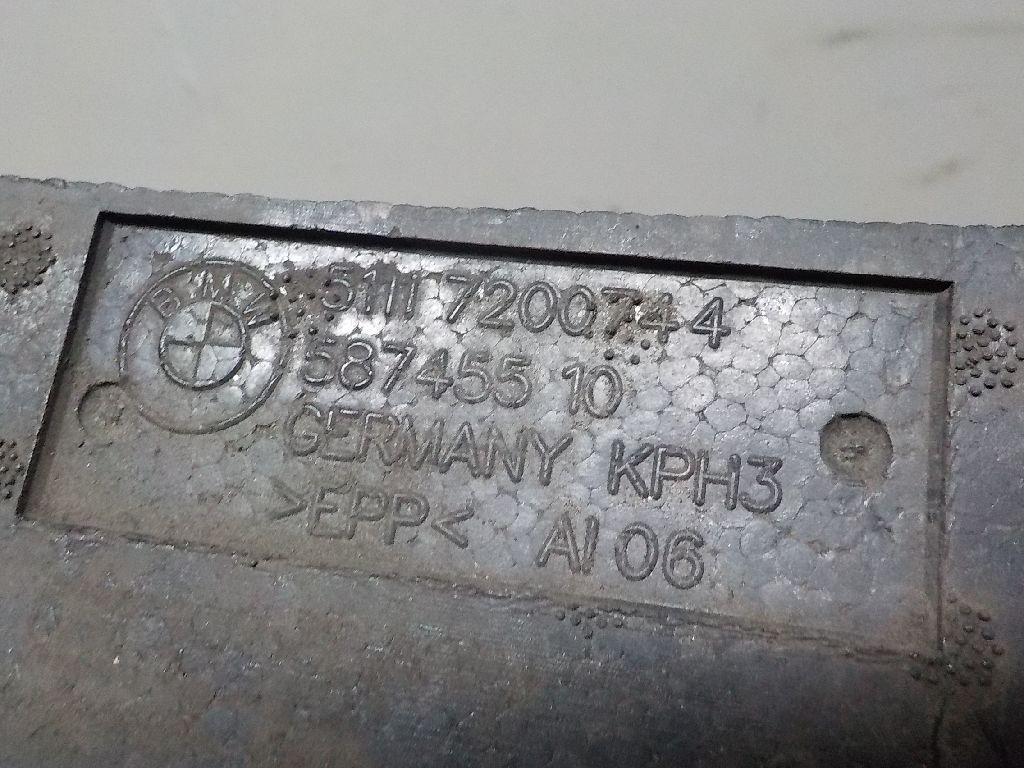 BMW
5111 7200744
587455 10
GERMANY KPH3
>EPP< AI 06